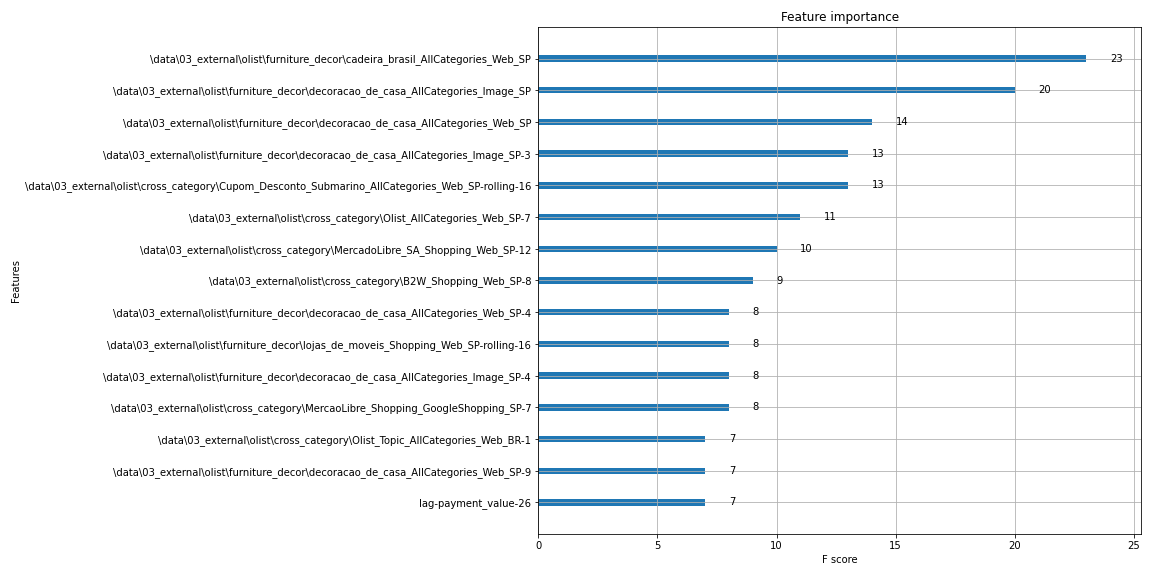 Feature importance
\data\03_external\olist\furniture_decor\cadeira_brasil_AllCategories_Web_SP 23
\data\03_external\olist\furniture_decor\decoracao_de_casa_AllCategories_Image_SP 20
\data\03_external\olist\furniture_decor\decoracao_de_casa_AllCategories_Web_SP 14
\data\03_external\olist\furniture_decor\decoracao_de_casa_AllCategories_Image_SP-3 13
\data\03_external\olist\cross_category\Cupom_Desconto_Submarino_AllCategories_Web_SP-rolling-16 13
\data\03_external\olist\cross_category\Olist_AllCategories_Web_SP-7 11
\data\03_external\olist\cross_category\MercadoLibre_SA_Shopping_Web_SP-12 10
\data\03_external\olist\cross_category\B2W_Shopping_Web_SP-8 9
\data\03_external\olist\furniture_decor\decoracao_de_casa_AllCategories_Web_SP-4 8
\data\03_external\olist\furniture_decor\lojas_de_moveis_Shopping_Web_SP-rolling-16 8
\data\03_external\olist\furniture_decor\decoracao_de_casa_AllCategories_Image_SP-4 8
\data\03_external\olist\cross_category\MercaoLibre_Shopping_GoogleShopping_SP-7 8
\data\03_external\olist\cross_category\Olist_Topic_AllCategories_Web_BR-1 7
\data\03_external\olist\furniture_decor\decoracao_de_casa_AllCategories_Web_SP-9 7
lag-payment_value-26 7
Features
0 5 10 15 20 25
F score